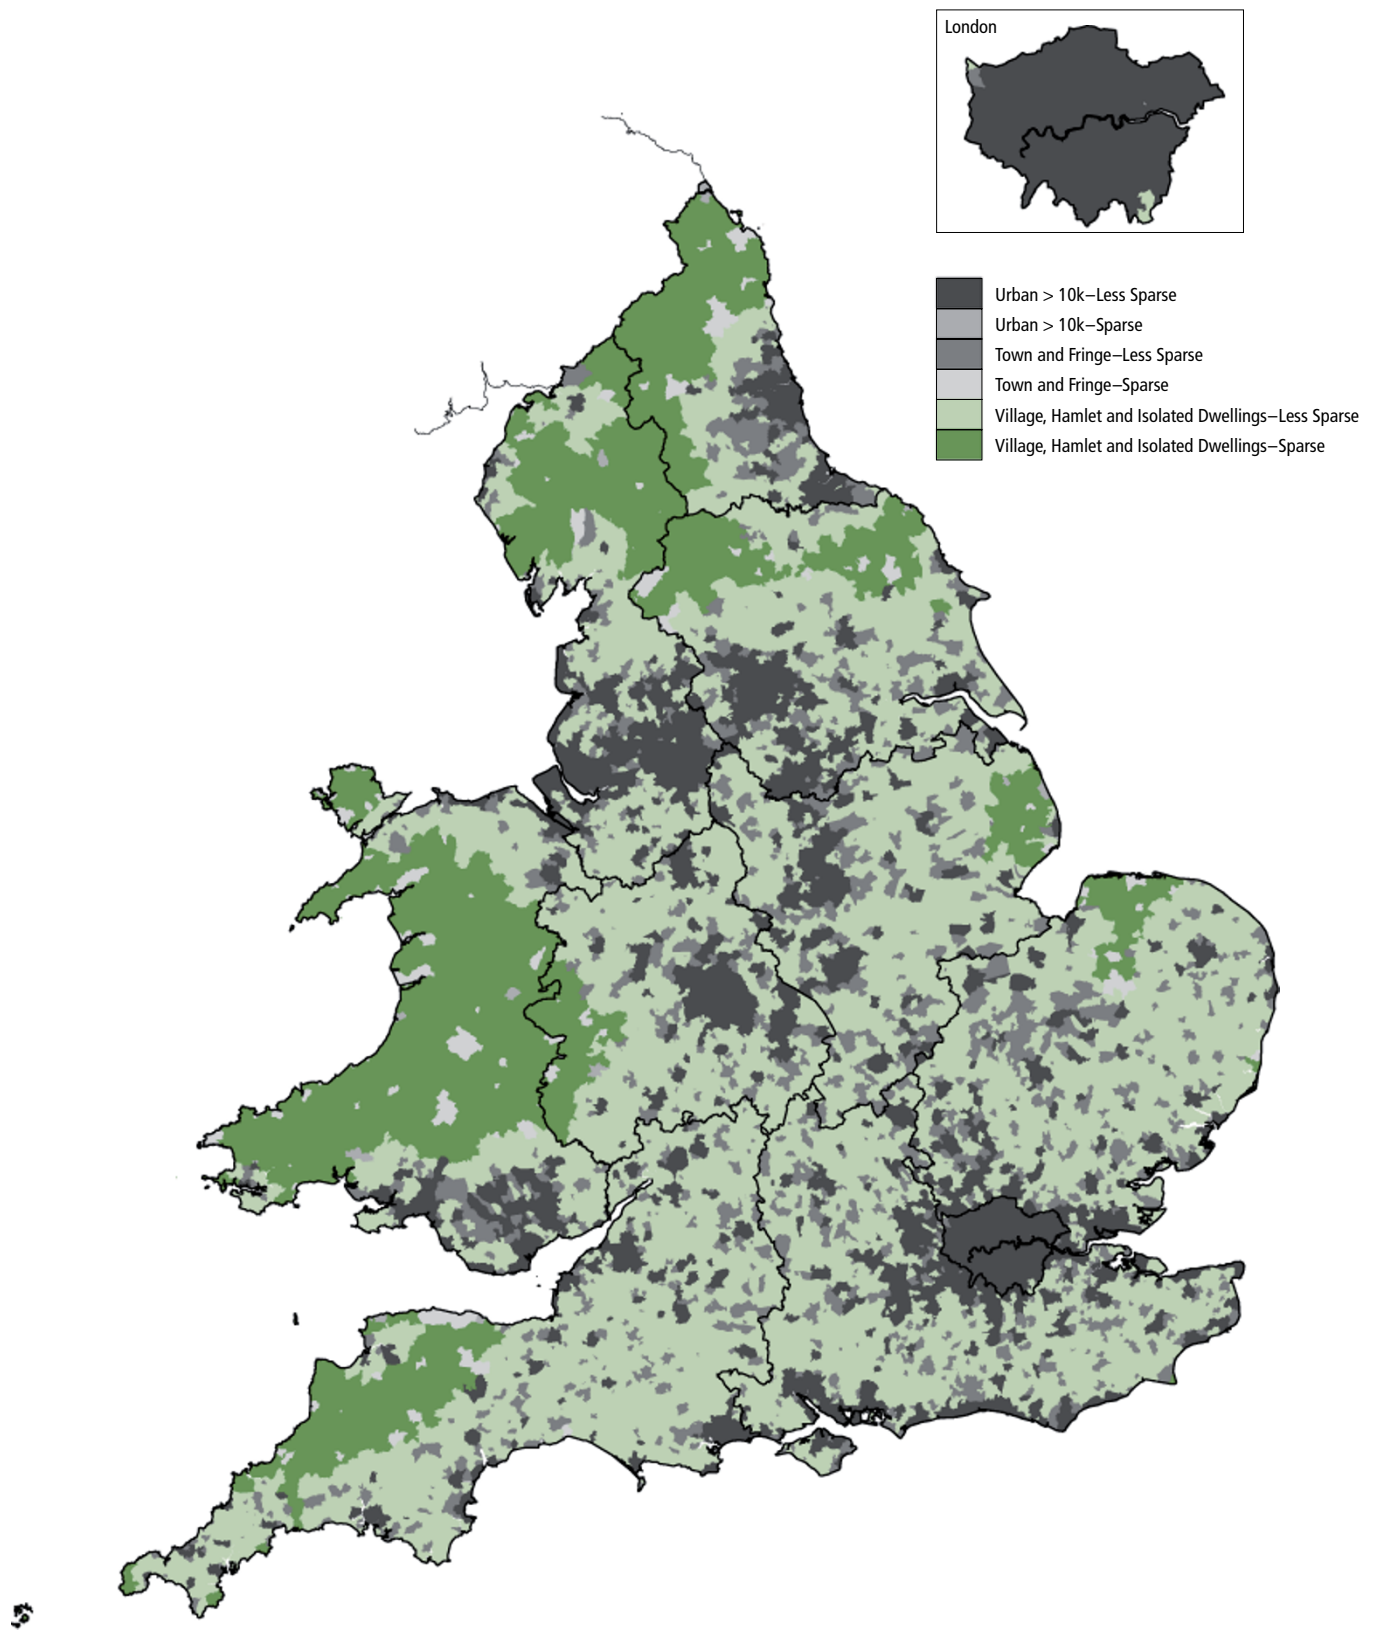 London
Urban > 10k–Less Sparse
Urban > 10k–Sparse
Town and Fringe–Less Sparse
Town and Fringe–Sparse
Village, Hamlet and Isolated Dwellings–Less Sparse
Village, Hamlet and Isolated Dwellings–Sparse